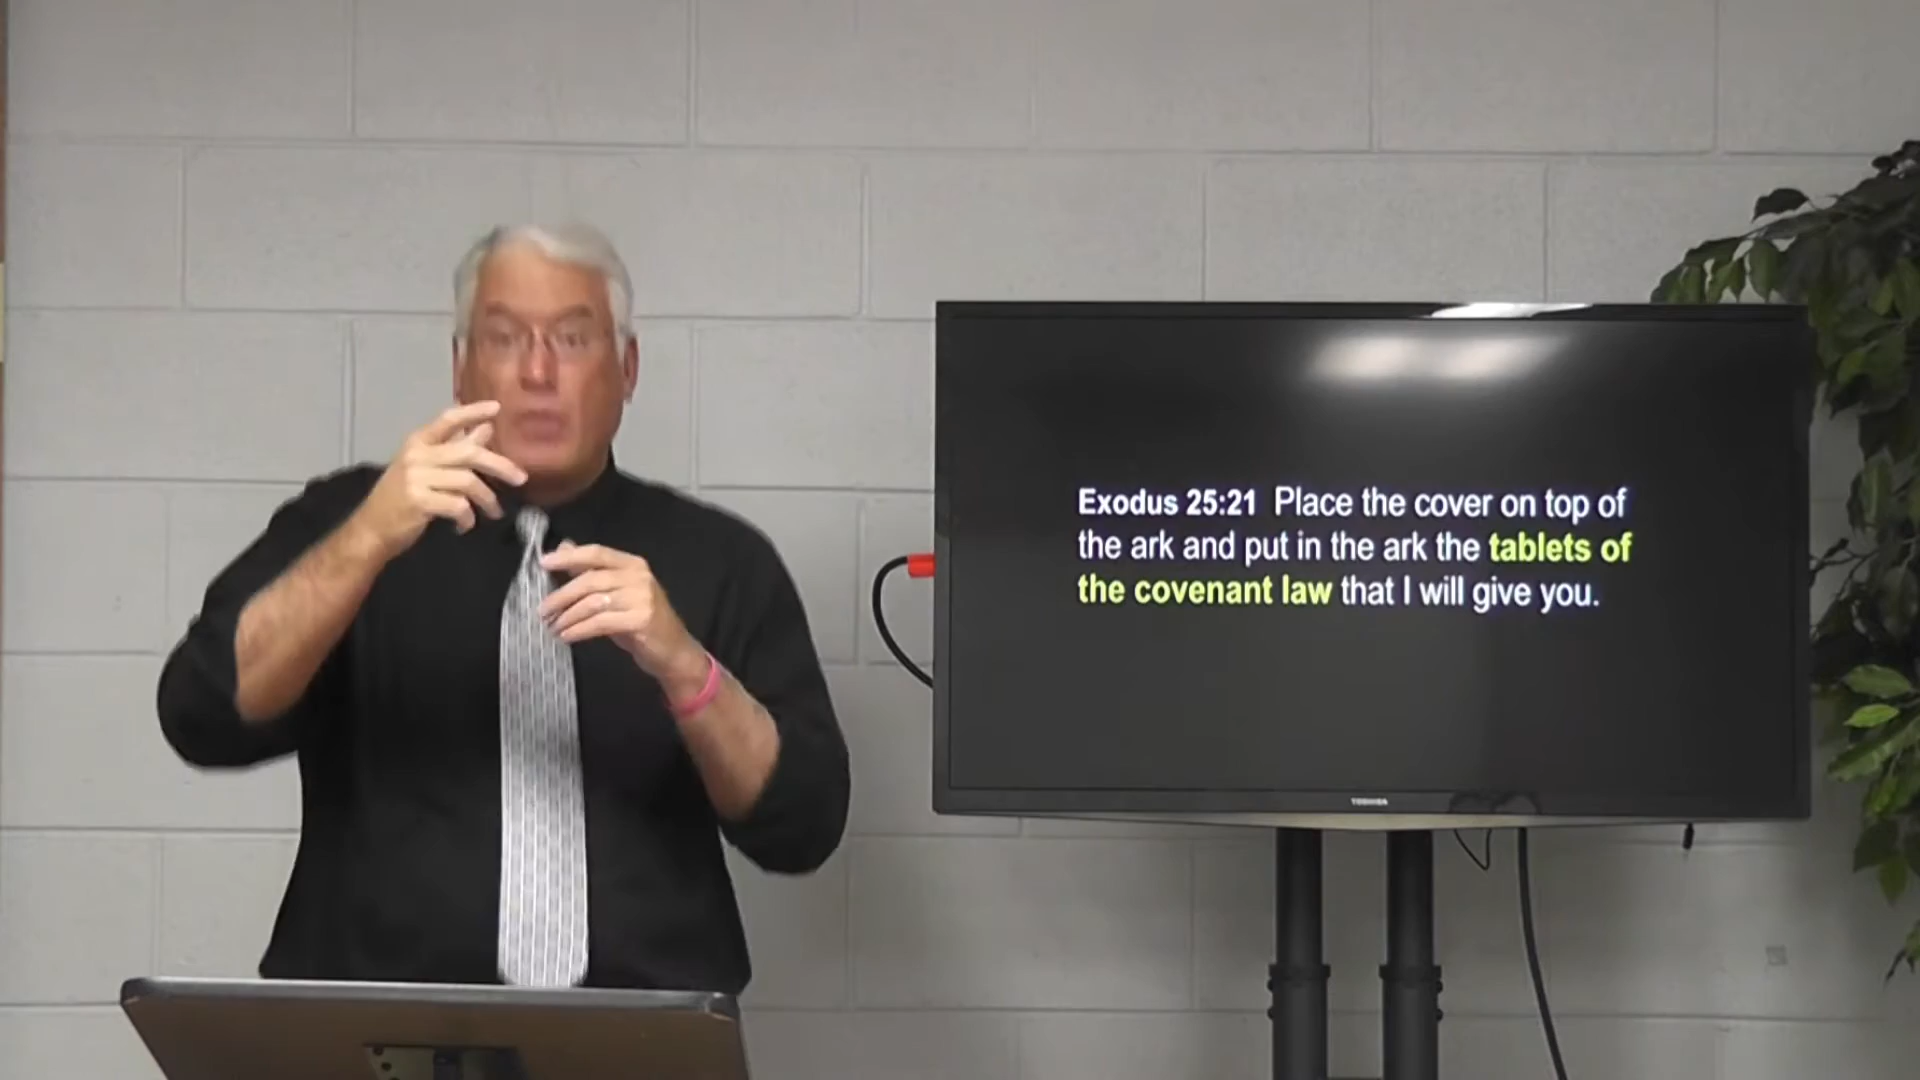 Exodus 25:21 Place the cover on top of
the ark and put in the ark the tablets of
the covenant law that I will give you.
TOSHIBA